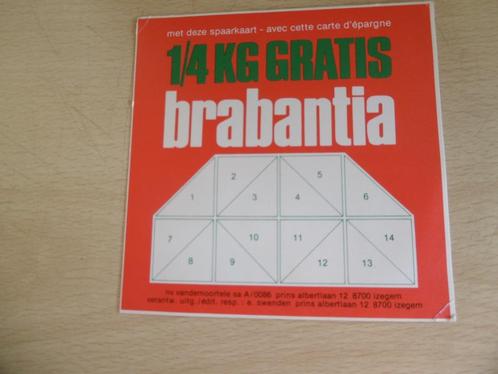 met deze spaarkaart - avec cette carte d'épargne
1/4 KG GRATIS
brabantia
2 5
1 3 4 6
7 10 11 14
8 9 12 13
nv vandemoortele sa A/0086 prins albertlaan 12 8700 izegem
verantw. uitg./édit. resp.: a. swenden prins albertlaan 12 8700 izegem